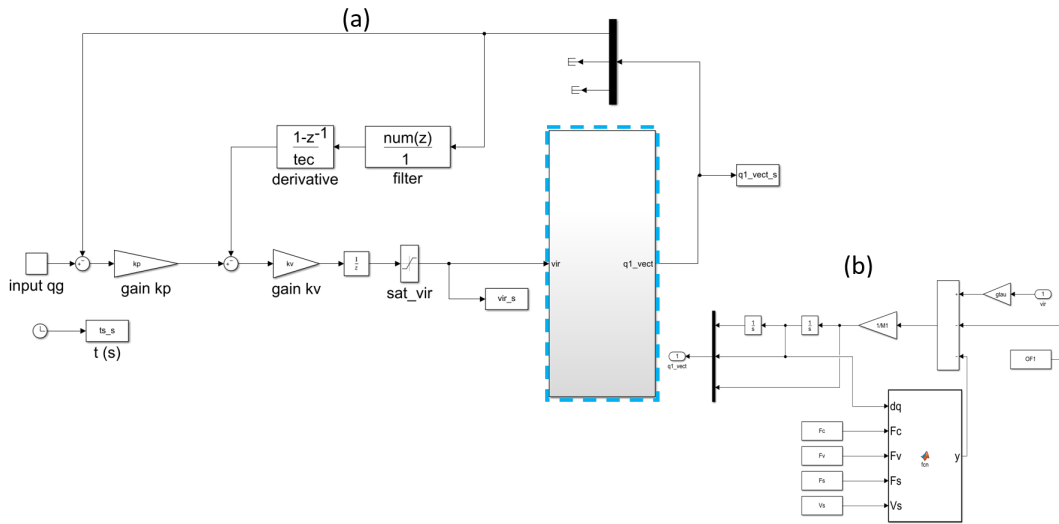 (a)
1-z-1
tec
derivative
num(z)
1
filter
q1_vect_s
input qg
kp
gain kp
kv
gain kv
1
z
sat_vir
vir
q1_vect
vir_s
ts_s
t (s)
(b)
gtau
1
vir
1
s
1
s
1/M1
1
q1_vect
OF1
dq
Fc
Fv
Fs
Vs
fcn
y
Fc
Fv
Fs
Vs